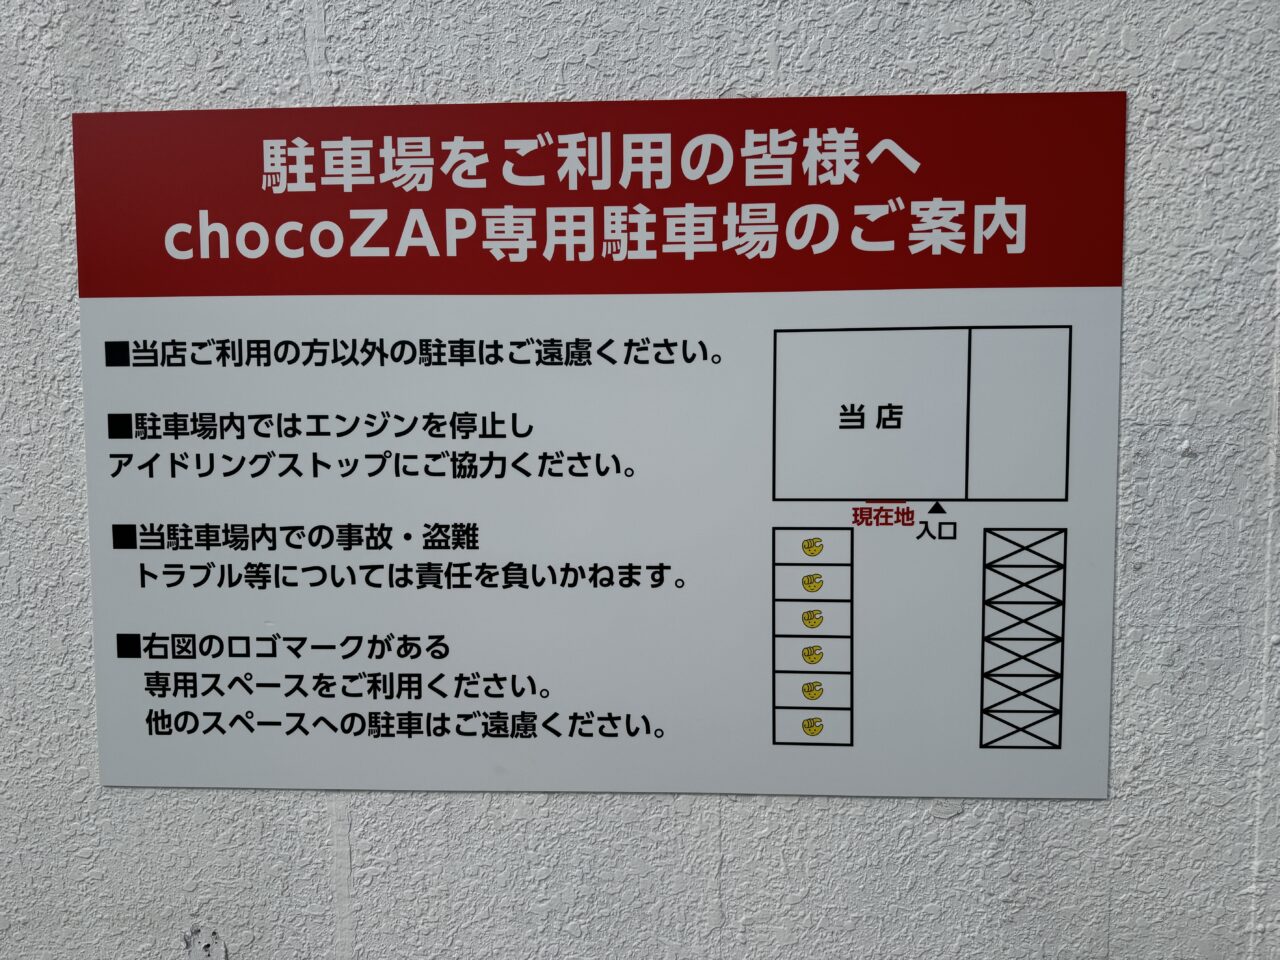 駐車場をご利用の皆様へ
chocoZAP専用駐車場のご案内
■当店ご利用の方以外の駐車はご遠慮ください。
■駐車場内ではエンジンを停止し
アイドリングストップにご協力ください。
■当駐車場内での事故・盗難
トラブル等については責任を負いかねます。
■右図のロゴマークがある
専用スペースをご利用ください。
他のスペースへの駐車はご遠慮ください。
当店
現在地
入口